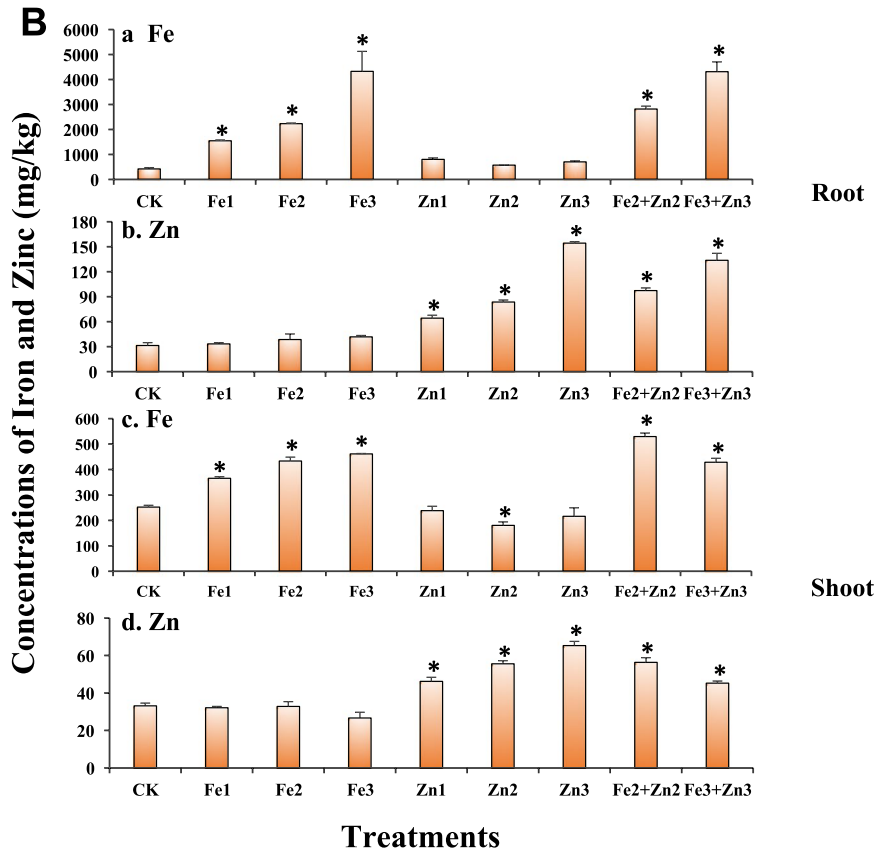 B
Concentrations of Iron and Zinc (mg/kg)
a Fe
6000
5000
4000
3000
2000
1000
0
* * * * *
CK Fe1 Fe2 Fe3 Zn1 Zn2 Zn3 Fe2+Zn2 Fe3+Zn3
Root
b. Zn
180
150
120
90
60
30
0
* * * * *
CK Fe1 Fe2 Fe3 Zn1 Zn2 Zn3 Fe2+Zn2 Fe3+Zn3
c. Fe
600
500
400
300
200
100
0
* * * * * *
CK Fe1 Fe2 Fe3 Zn1 Zn2 Zn3 Fe2+Zn2 Fe3+Zn3
Shoot
d. Zn
80
60
40
20
0
* * * * *
CK Fe1 Fe2 Fe3 Zn1 Zn2 Zn3 Fe2+Zn2 Fe3+Zn3
Treatments